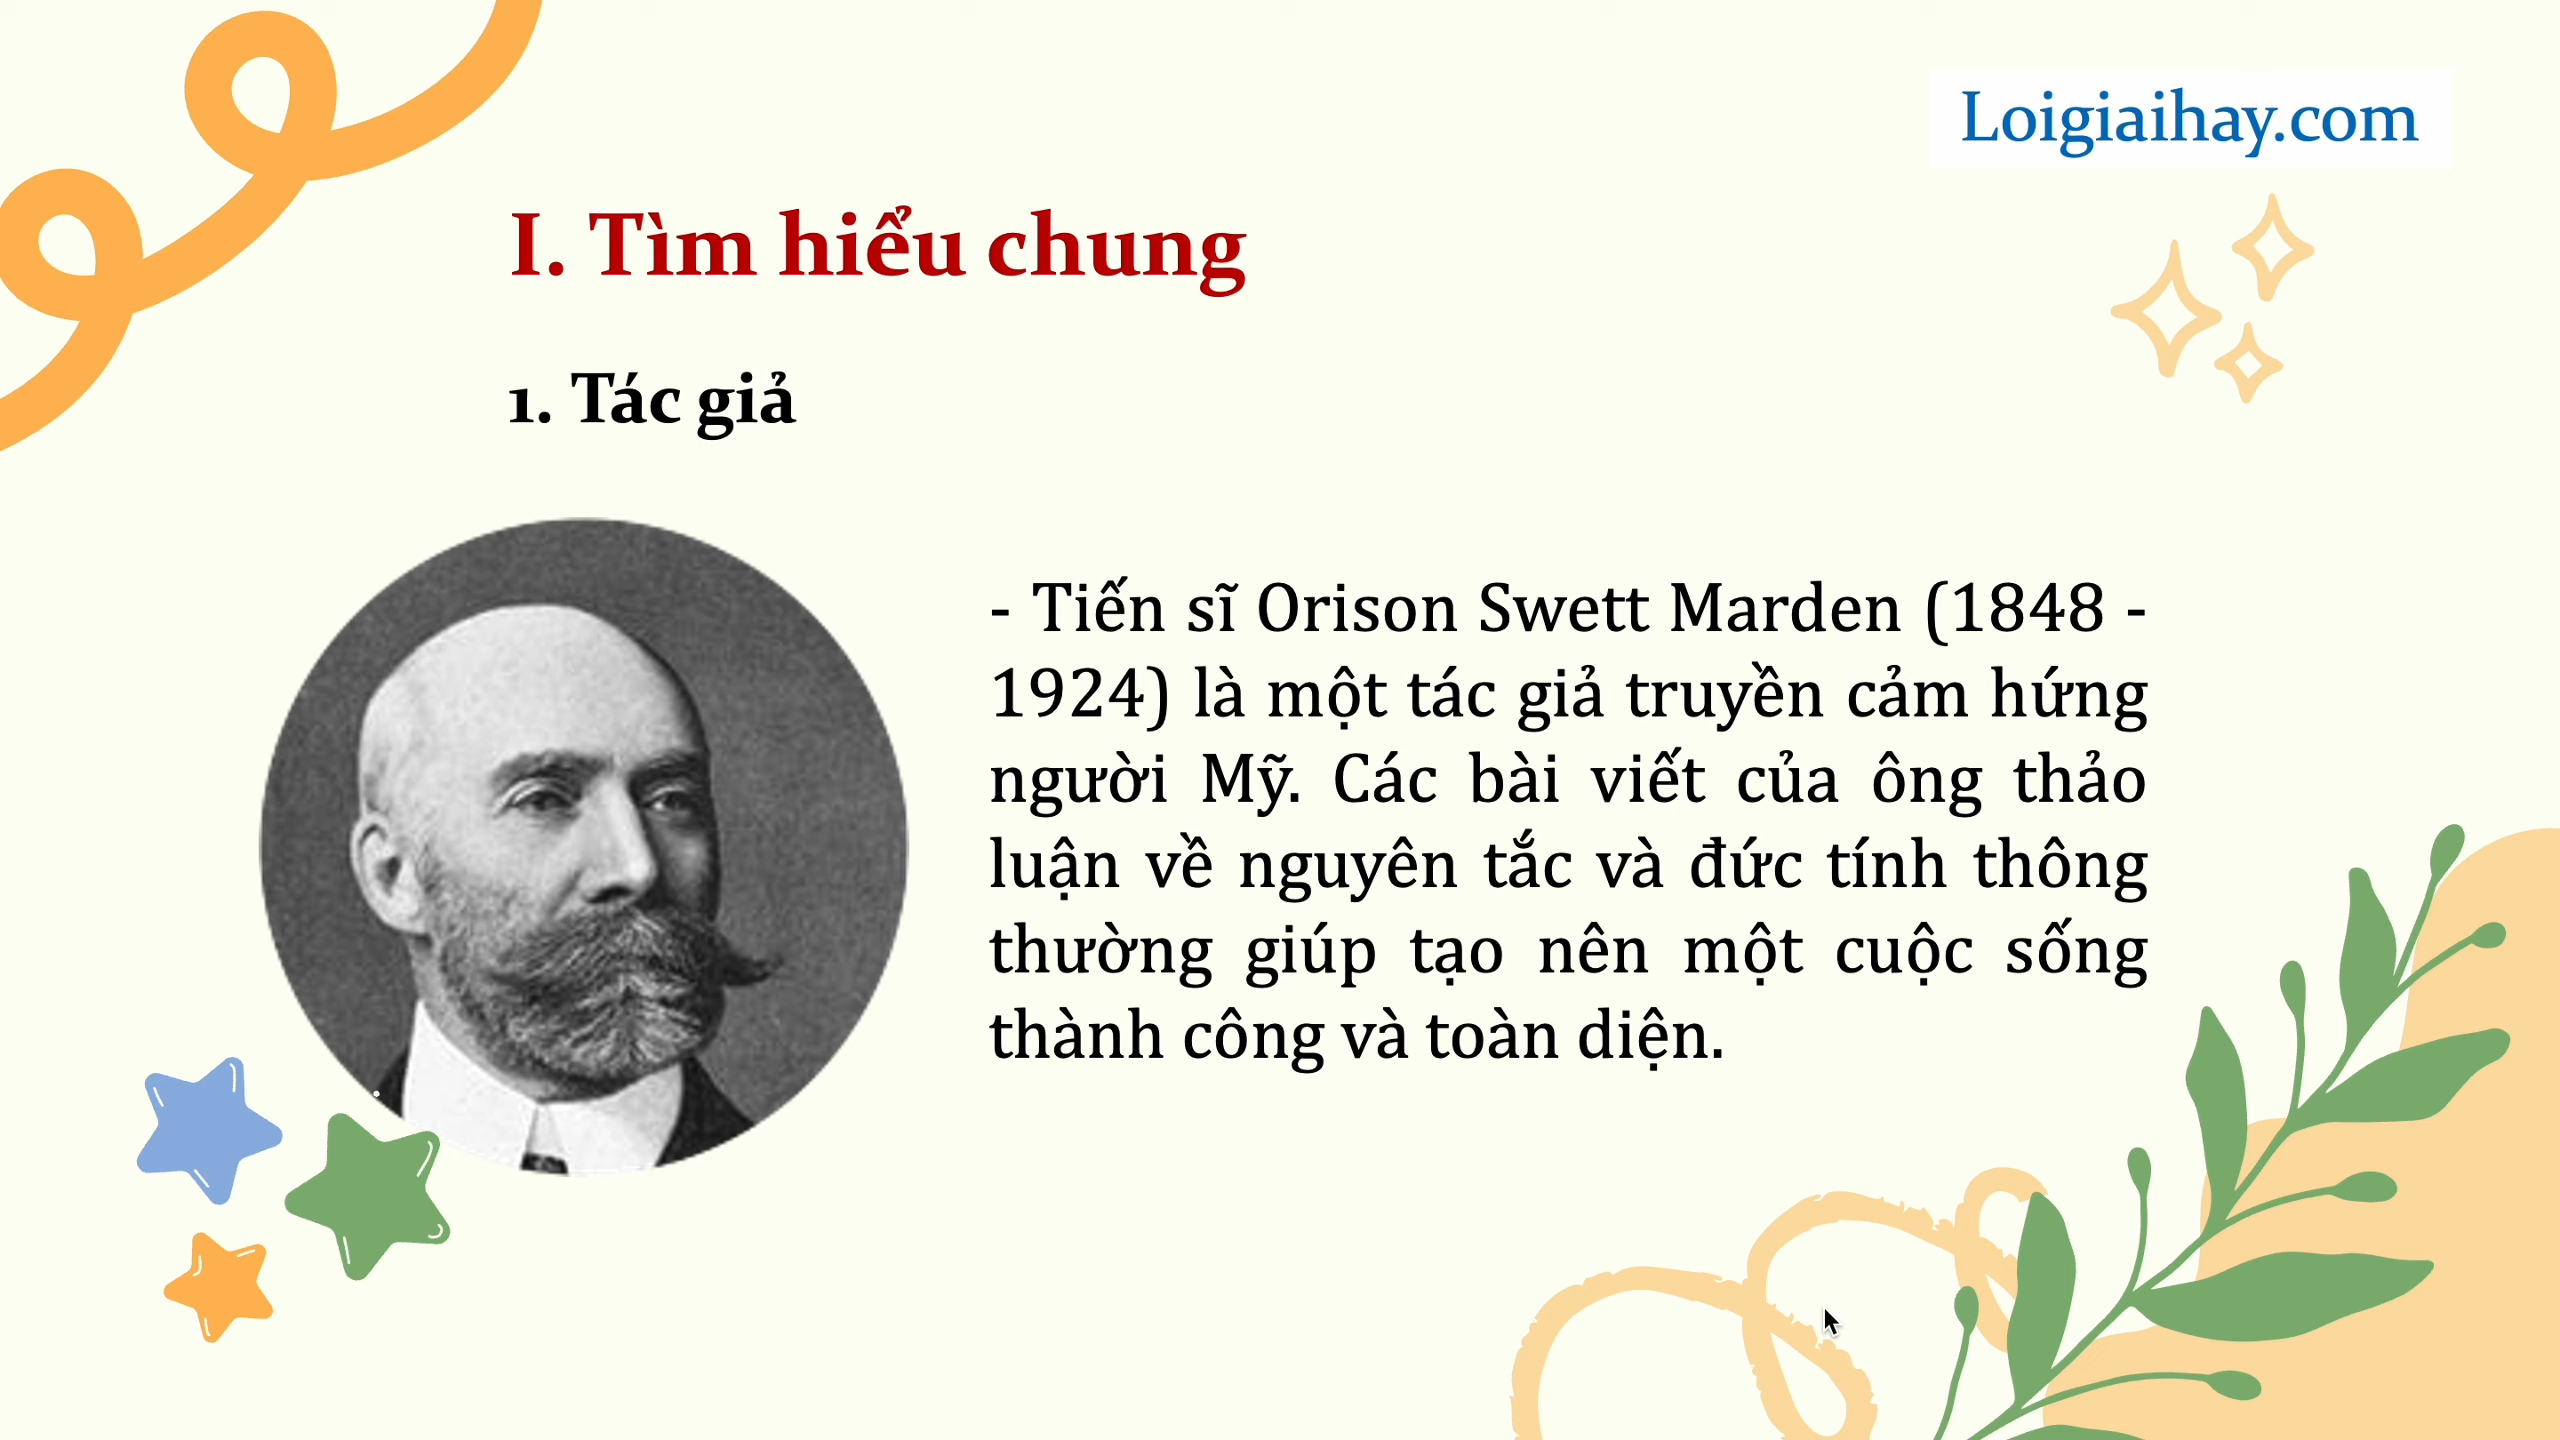 Loigiaihay.com
I. Tìm hiểu chung
1. Tác giả
- Tiến sĩ Orison Swett Marden (1848 -
1924) là một tác giả truyền cảm hứng
người Mỹ. Các bài viết của ông thảo
luận về nguyên tắc và đức tính thông
thường giúp tạo nên một cuộc sống
thành công và toàn diện.